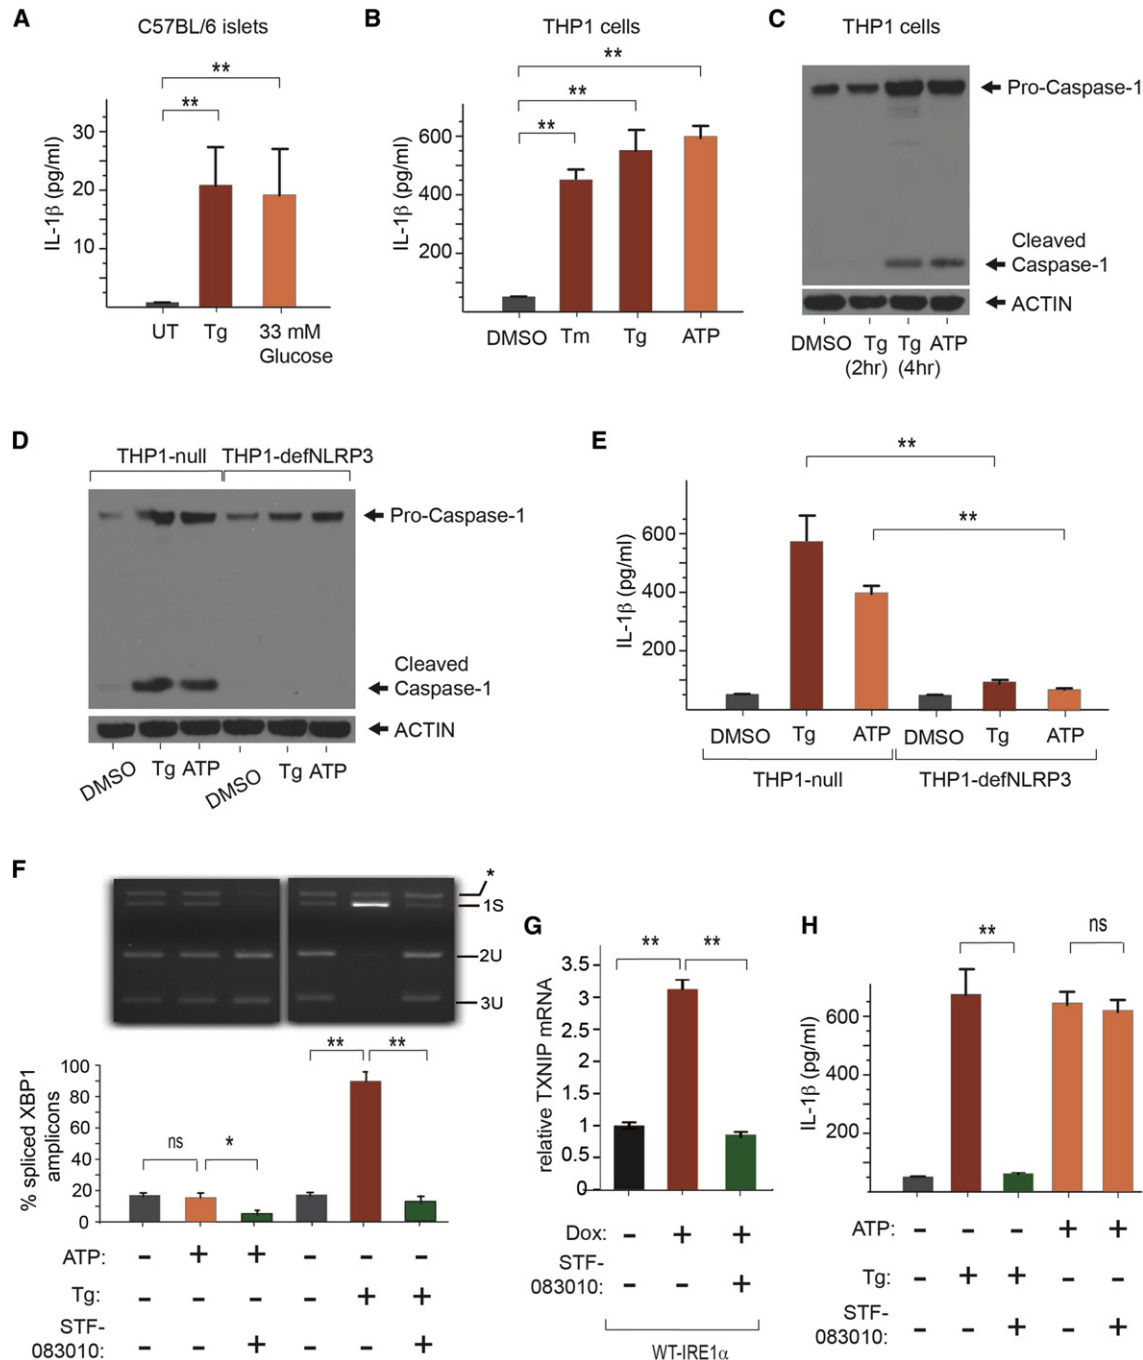 A
C57BL/6 islets
**
**
IL-1β (pg/ml)
30
20
10
UT Tg 33 mM
Glucose
B
THP1 cells
**
**
**
IL-1β (pg/ml)
600
400
200
DMSO Tm Tg ATP
C
THP1 cells
Pro-Caspase-1
Cleaved
Caspase-1
ACTIN
DMSO Tg Tg ATP
(2hr) (4hr)
D
THP1-null THP1-defNLRP3
Pro-Caspase-1
Cleaved
Caspase-1
ACTIN
DMSO Tg ATP DMSO Tg ATP
E
**
**
IL-1β (pg/ml)
600
400
200
DMSO Tg ATP DMSO Tg ATP
THP1-null THP1-defNLRP3
F
*
1S
2U
3U
** **
ns *
% spliced XBP1
amplicons
100
80
60
40
20
0
ATP: - + + - - -
Tg: - - - - + +
STF-
083010: - - + - - +
G
** **
relative TXNIP mRNA
3.5
3
2.5
2
1.5
1
0.5
0
Dox: - + +
STF-
083010: - - +
WT-IRE1α
H
** ns
IL-1β (pg/ml)
600
400
200
ATP: - - - + +
Tg: - + + - -
STF-
083010: - - + - +